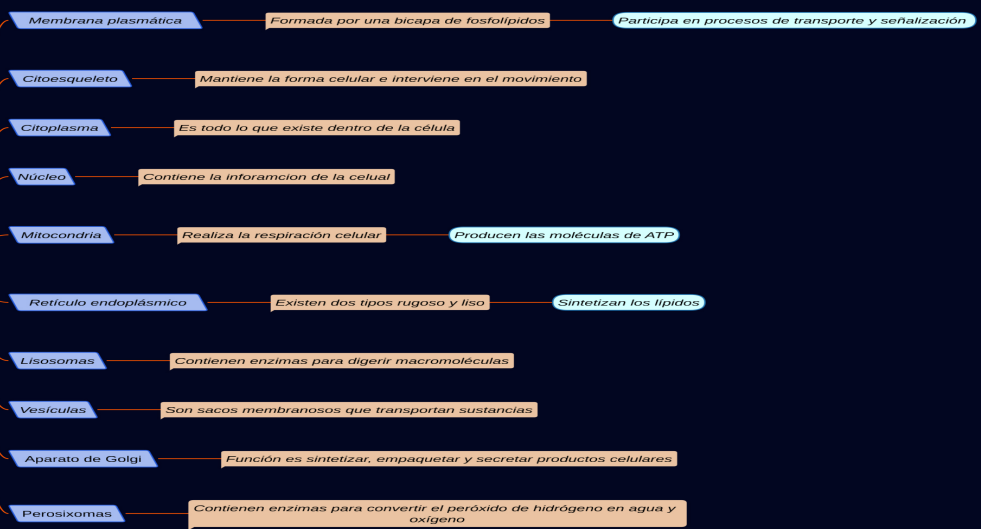 Membrana plasmática
Formada por una bicapa de fosfolípidos
Participa en procesos de transporte y señalización
Citoesqueleto
Mantiene la forma celular e interviene en el movimiento
Citoplasma
Es todo lo que existe dentro de la célula
Núcleo
Contiene la inforamcion de la celual
Mitocondria
Realiza la respiración celular
Producen las moléculas de ATP
Retículo endoplásmico
Existen dos tipos rugoso y liso
Sintetizan los lípidos
Lisosomas
Contienen enzimas para digerir macromoléculas
Vesículas
Son sacos membranosos que transportan sustancias
Aparato de Golgi
Función es sintetizar, empaquetar y secretar productos celulares
Perosixomas
Contienen enzimas para convertir el peróxido de hidrógeno en agua y
oxígeno